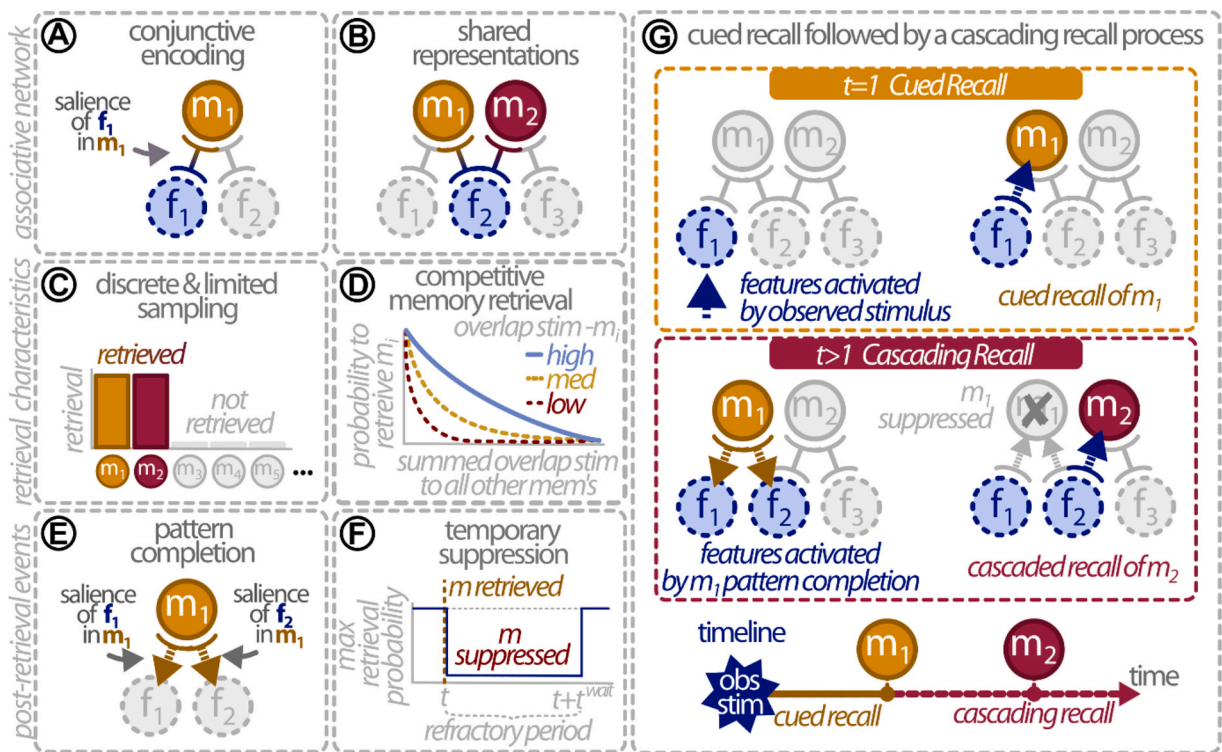 associative network
retrieval characteristics
post-retrieval events
A
conjunctive
encoding
salience
of f1
in m1
m1
f1
f2
B
shared
representations
m1
m2
f1
f2
f3
C
discrete & limited
sampling
retrieved
not
retrieved
retrieval
m1
m2
m3
m4
m5
...
D
competitive
memory retrieval
overlap stim -mi
high
med
low
probability to
retreive mi
summed overlap stim
to all other mem's
E
pattern
completion
salience
of f1
in m1
m1
salience
of f2
in m1
f1
f2
F
temporary
suppression
m retrieved
max
retrieval
probability
m
suppressed
t
t+t^wait
refractory period
G
cued recall followed by a cascading recall process
t=1 Cued Recall
m1
m2
f1
f2
f3
features activated
by observed stimulus
m1
m2
f1
f2
f3
cued recall of m1
t>1 Cascading Recall
m1
m2
f1
f2
f3
features activated
by m1 pattern completion
m1
suppressed
m1
m2
f1
f2
f3
cascaded recall of m2
timeline
m1
m2
obs
stim
time
cued recall
cascading recall